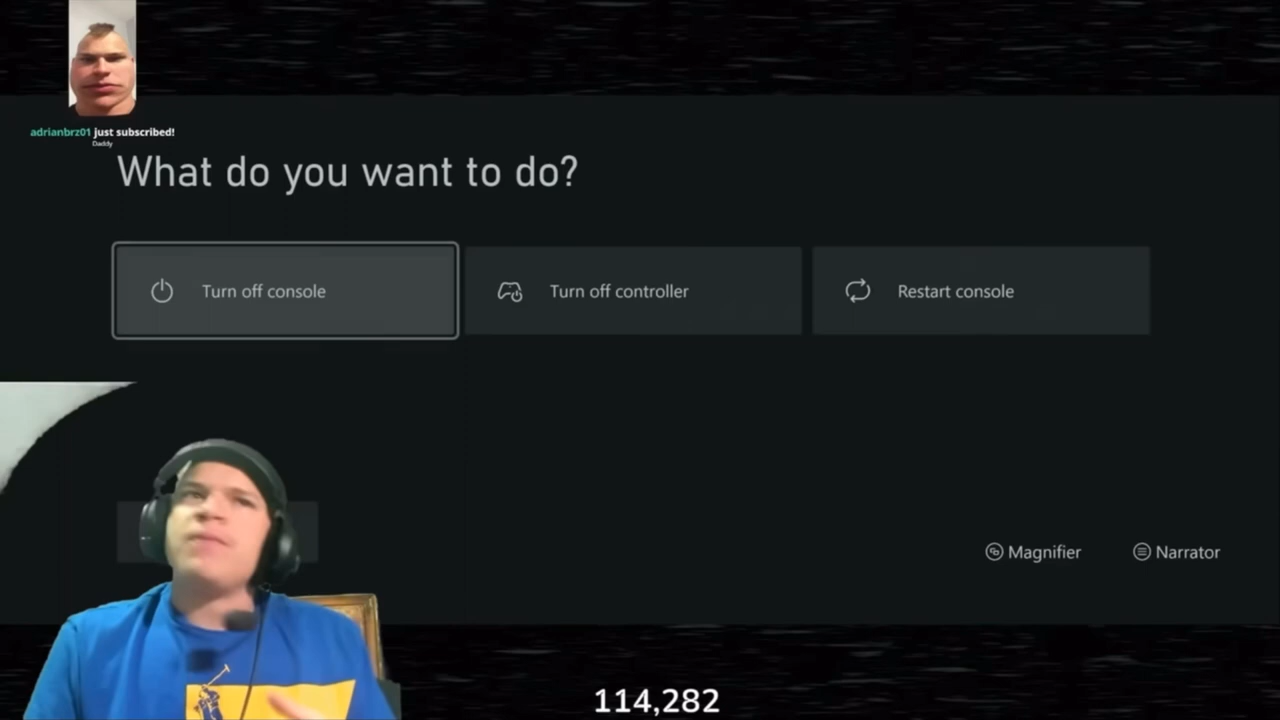 adrianbrz01 just subscribed!
Daddy
What do you want to do?
Turn off console
Turn off controller
Restart console
Magnifier
Narrator
114,282